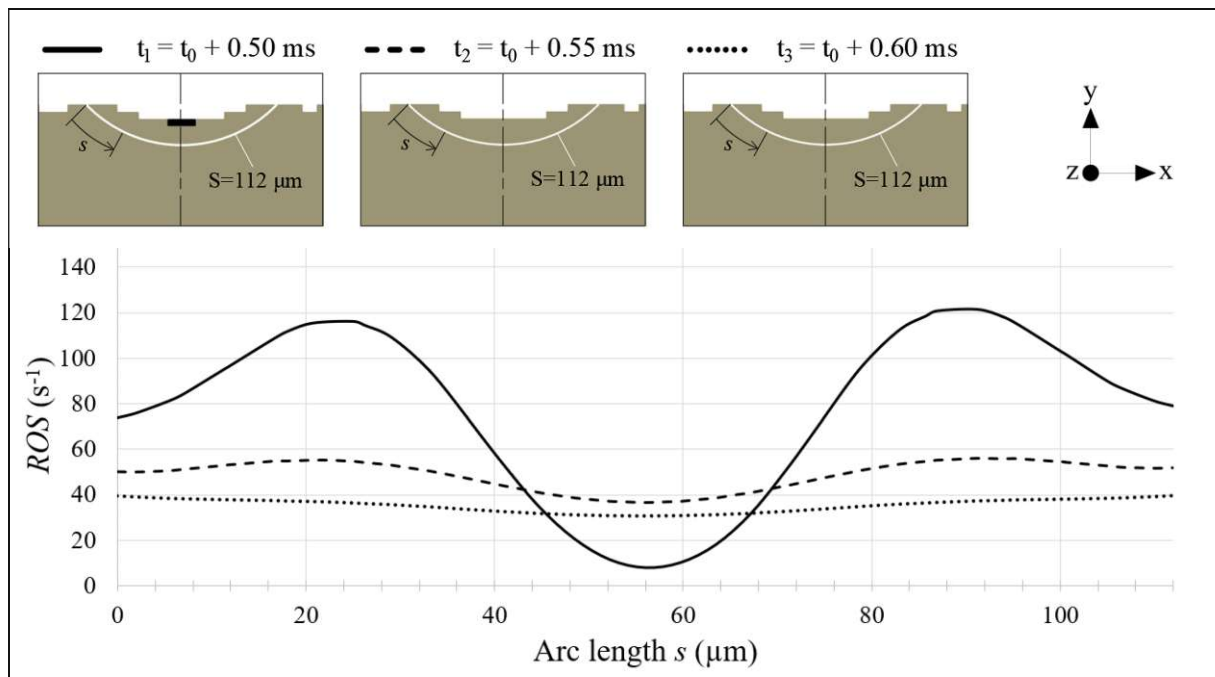 t₁ = t₀ + 0.50 ms t₂ = t₀ + 0.55 ms t₃ = t₀ + 0.60 ms
s S=112 μm s S=112 μm s S=112 μm
y
z x
ROS (s⁻¹)
140
120
100
80
60
40
20
0
0 20 40 60 80 100
Arc length s (μm)